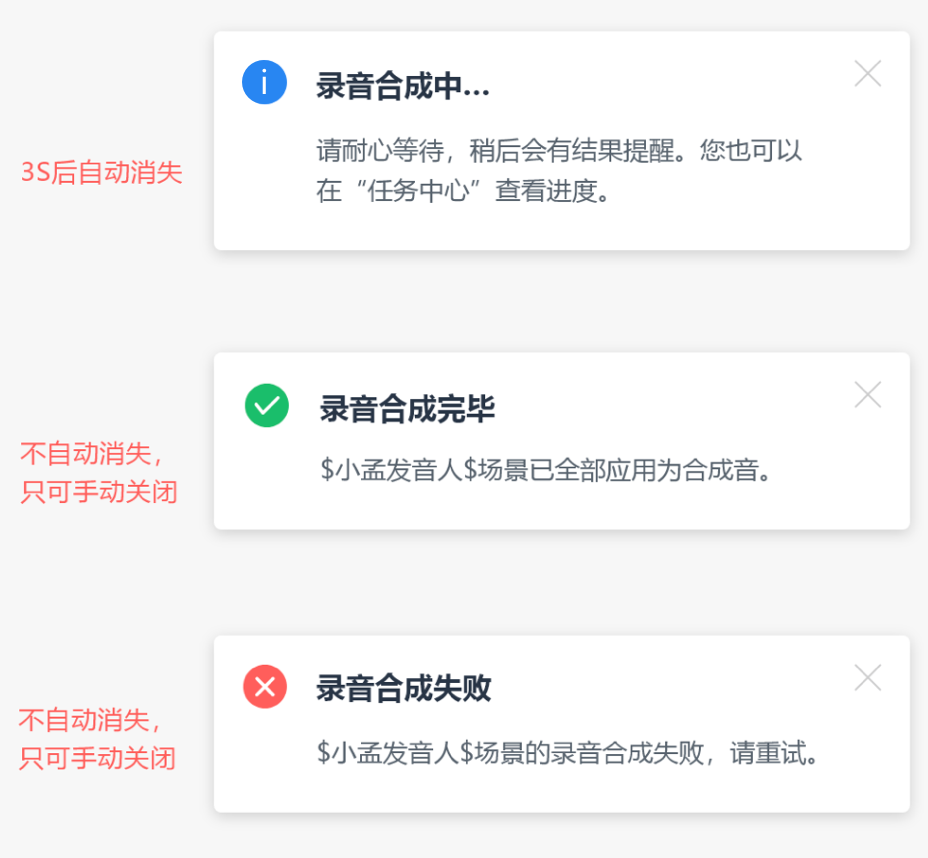 录音合成中...
请耐心等待，稍后会有结果提醒。您也可以
在“任务中心”查看进度。
3S后自动消失
录音合成完毕
$小孟发音人$场景已全部应用为合成音。
不自动消失，
只可手动关闭
录音合成失败
$小孟发音人$场景的录音合成失败，请重试。
不自动消失，
只可手动关闭